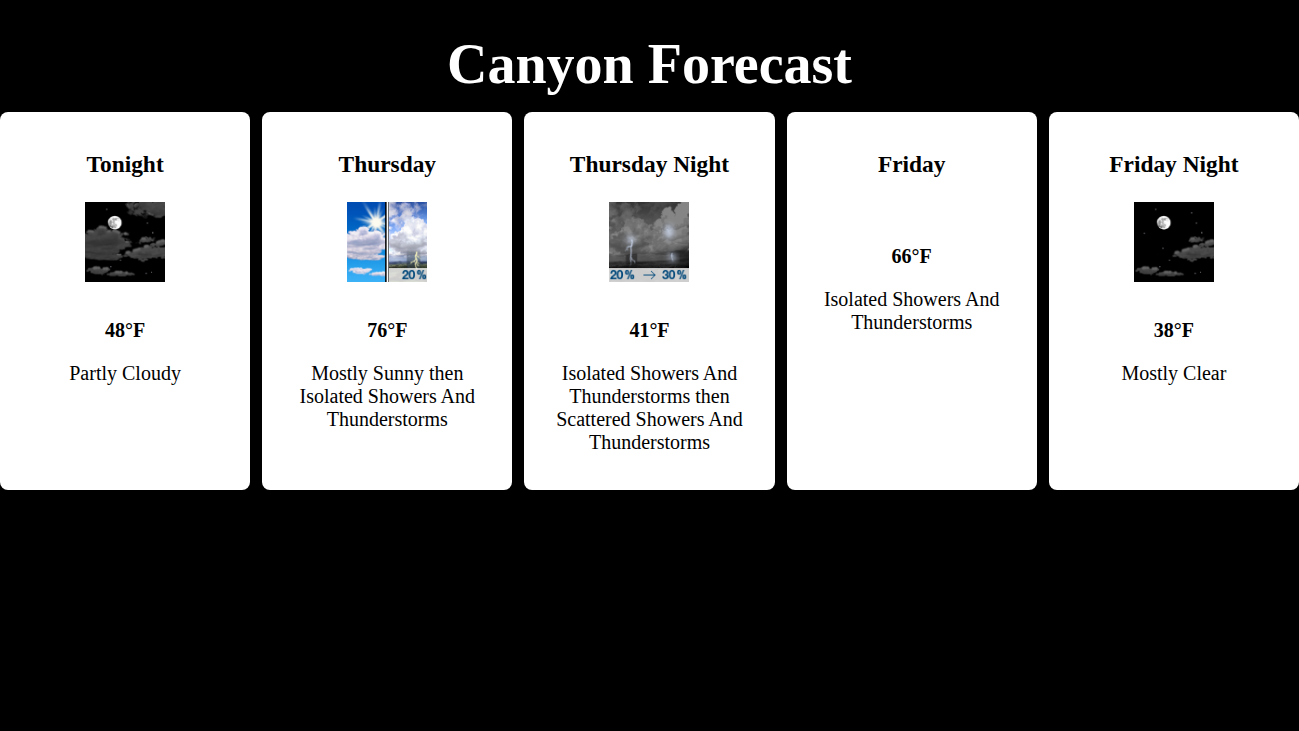 Canyon Forecast
Tonight
48°F
Partly Cloudy
Thursday
20%
76°F
Mostly Sunny then
Isolated Showers And
Thunderstorms
Thursday Night
20% → 30%
41°F
Isolated Showers And
Thunderstorms then
Scattered Showers And
Thunderstorms
Friday
66°F
Isolated Showers And
Thunderstorms
Friday Night
38°F
Mostly Clear